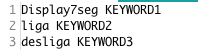 1 Display7seg KEYWORD1
2 liga KEYWORD2
3 desliga KEYWORD3